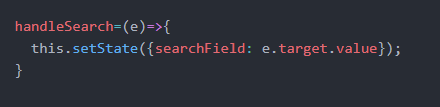 handleSearch=(e)=>{
  this.setState({searchField: e.target.value});
}